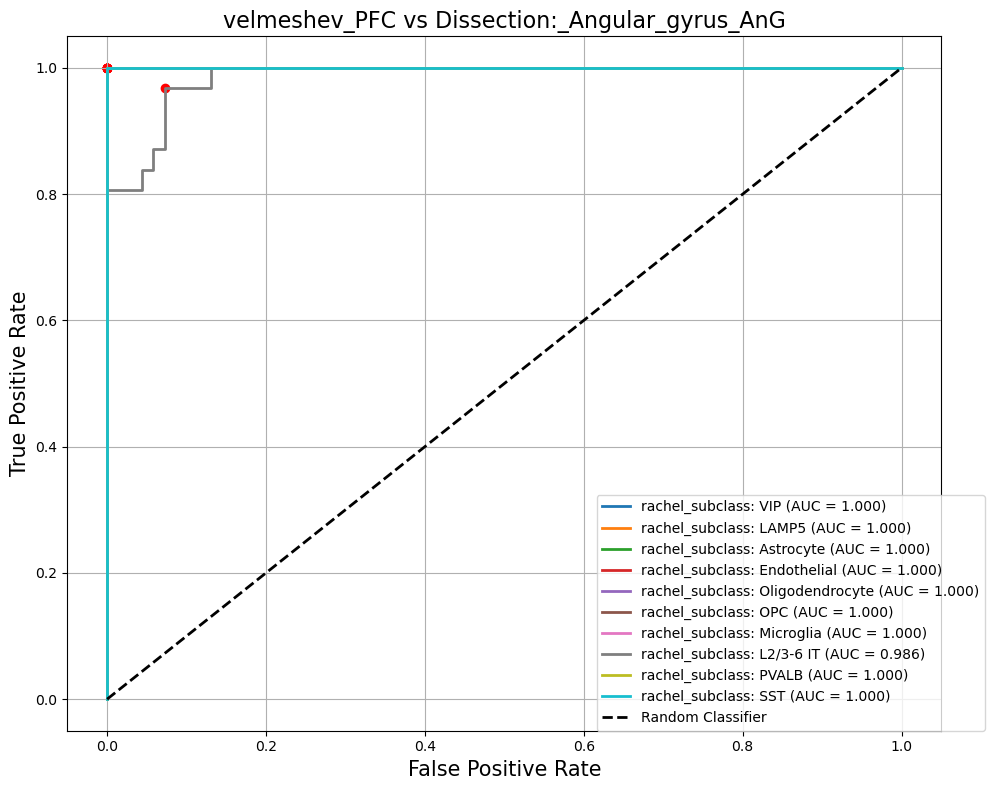 velmeshev_PFC vs Dissection:_Angular_gyrus_AnG
True Positive Rate
1.0
0.8
0.6
0.4
0.2
0.0
rachel_subclass: VIP (AUC = 1.000)
rachel_subclass: LAMP5 (AUC = 1.000)
rachel_subclass: Astrocyte (AUC = 1.000)
rachel_subclass: Endothelial (AUC = 1.000)
rachel_subclass: Oligodendrocyte (AUC = 1.000)
rachel_subclass: OPC (AUC = 1.000)
rachel_subclass: Microglia (AUC = 1.000)
rachel_subclass: L2/3-6 IT (AUC = 0.986)
rachel_subclass: PVALB (AUC = 1.000)
rachel_subclass: SST (AUC = 1.000)
Random Classifier
0.0 0.2 0.4 0.6 0.8 1.0
False Positive Rate